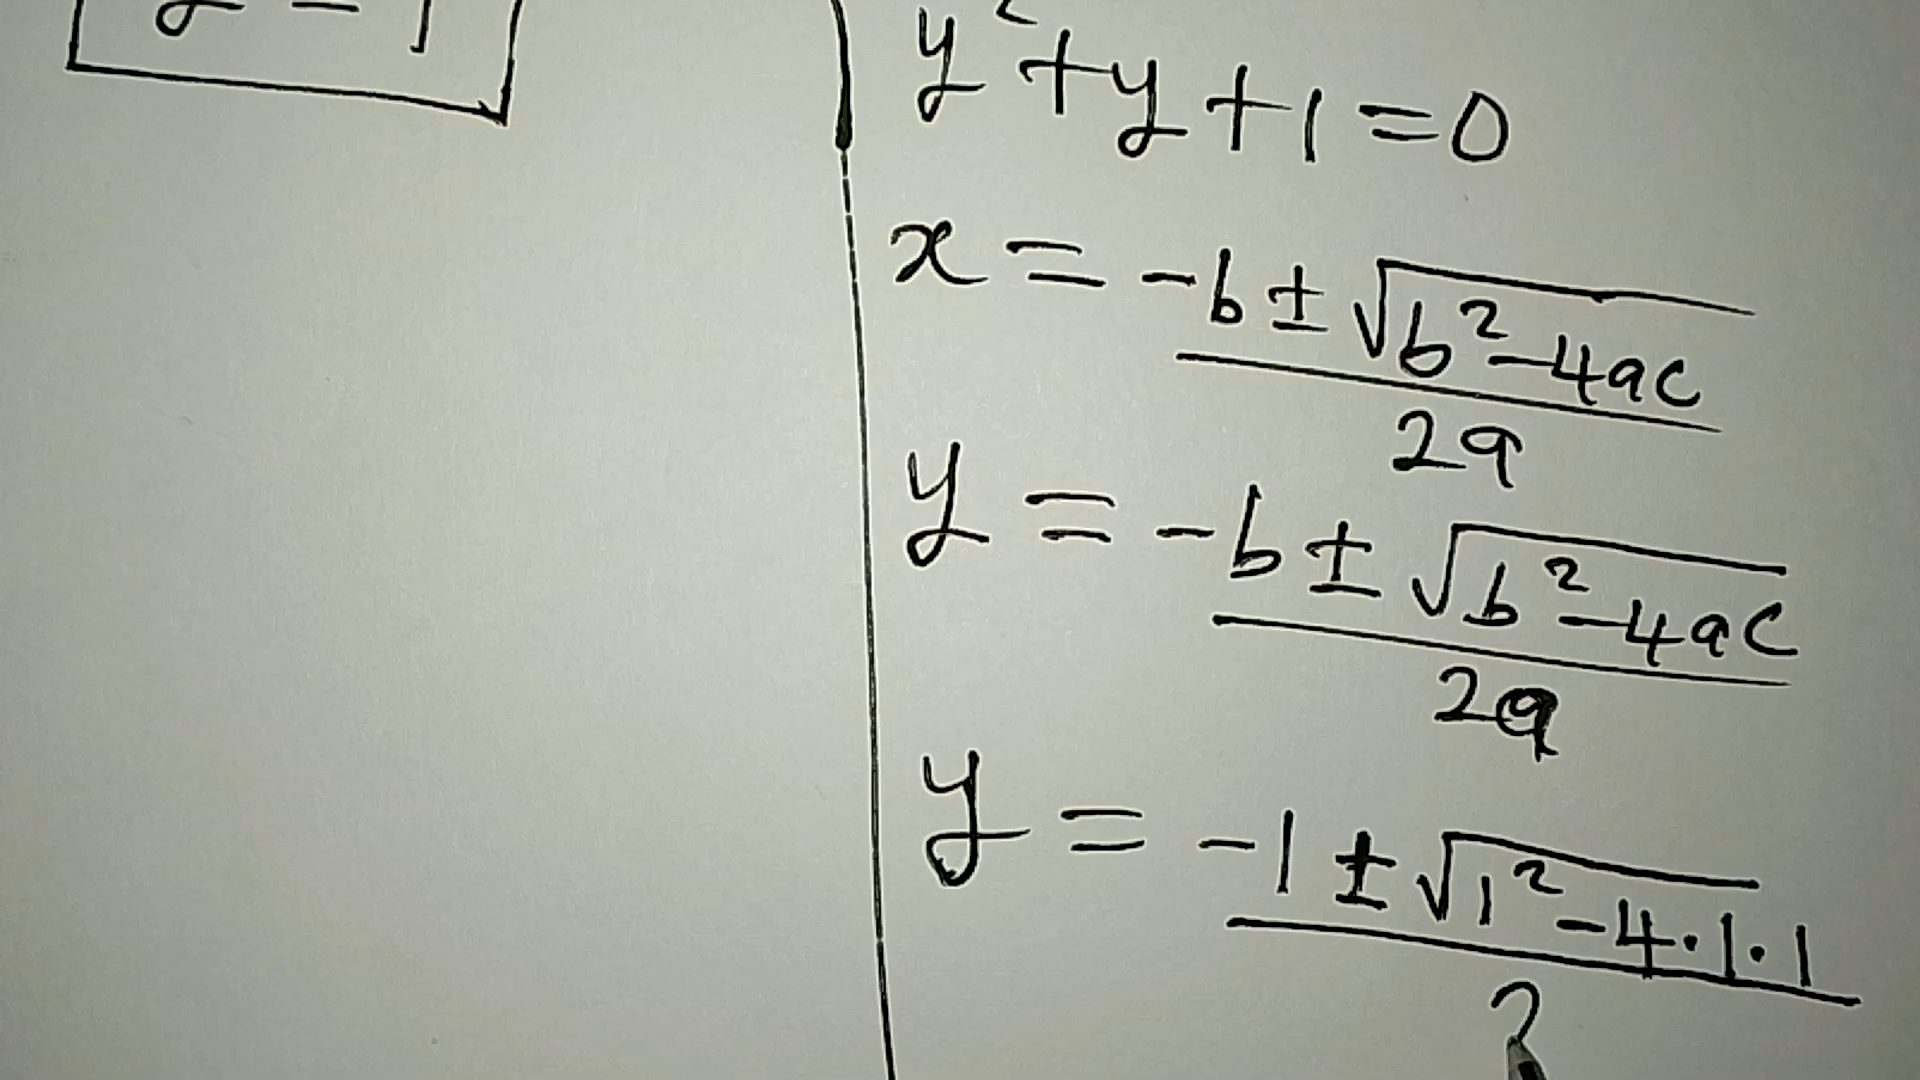 y² + y + 1 = 0
x = -b ± √b² - 4ac
2a
y = -b ± √b² - 4ac
2a
y = -1 ± √1² - 4·1·1
2